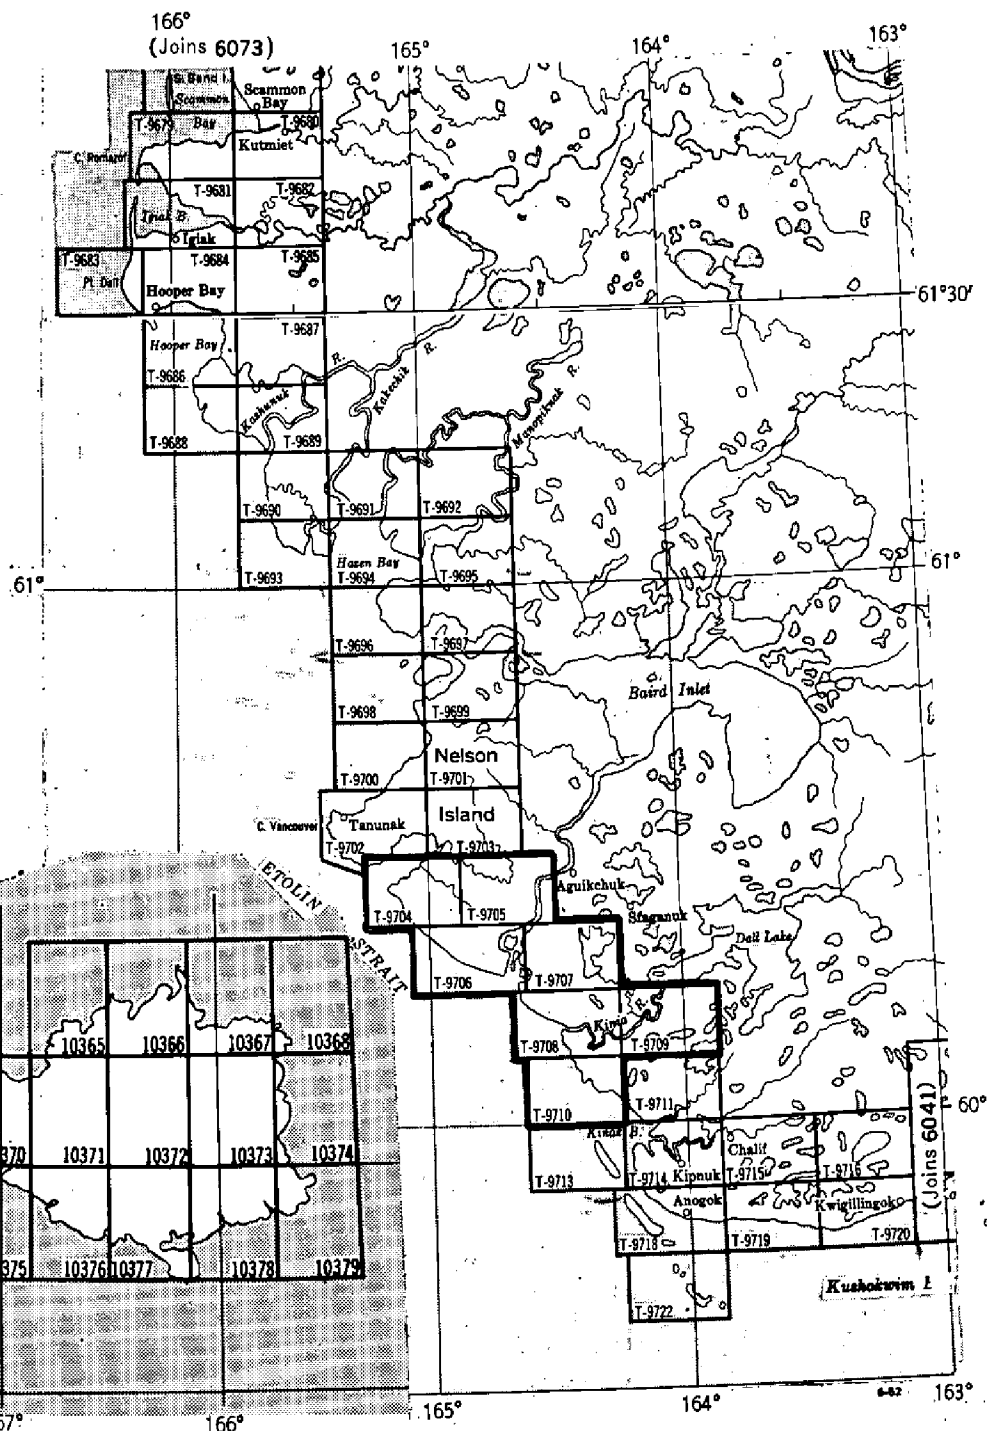 166°
(Joins 6073)
165°
164°
163°
Scammon
Bay
Scammon
Bay
T-9679
T-9680
Kutmiet
C. Romanzof
T-9681
T-9682
Igiak B.
Igiak
T-9683
T-9684
T-9685
Pt. Dall
Hooper Bay
61°30'
T-9687
Hooper Bay
R.
R.
R.
T-9686
Kashunuk
Kakechik
Manopiknak
T-9688
T-9689
T-9690
T-9691
T-9692
Hazen Bay
61°
61°
T-9693
T-9694
T-9695
T-9696
T-9697
Baird Inlet
T-9698
T-9699
Nelson
T-9700
T-9701
Island
C. Vancouver
Tanunak
T-9702
T-9703
ETOLIN
Aguikchuk
T-9704
T-9705
Sfaganuk
Dall Lake
STRAIT
T-9706
T-9707
Kinia R.
10365
10366
10367
10368
T-9708
T-9709
T-9710
T-9711
60°
Kinak B.
Chalif
370
10371
10372
10373
10374
T-9713
T-9714
Kipnuk
T-9715
T-9716
(Joins 6041)
Anogok
Kwigillingok
T-9718
T-9719
T-9720
375
10376
10377
10378
10379
T-9722
Kuskokwim
6-62
166°
165°
164°
163°